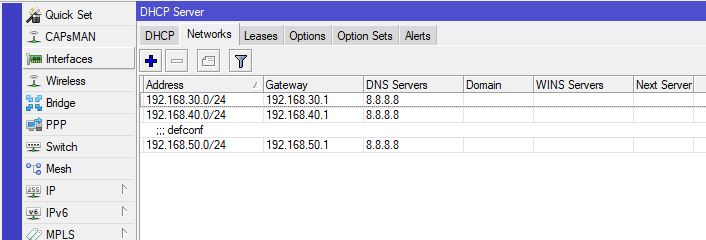 Quick Set
CAPsMAN
Interfaces
Wireless
Bridge
PPP
Switch
Mesh
IP
IPv6
MPLS
DHCP Server
DHCP Networks Leases Options Option Sets Alerts
Address Gateway DNS Servers Domain WINS Servers Next Server
192.168.30.0/24 192.168.30.1 8.8.8.8
192.168.40.0/24 192.168.40.1 8.8.8.8
;;; defconf
192.168.50.0/24 192.168.50.1 8.8.8.8